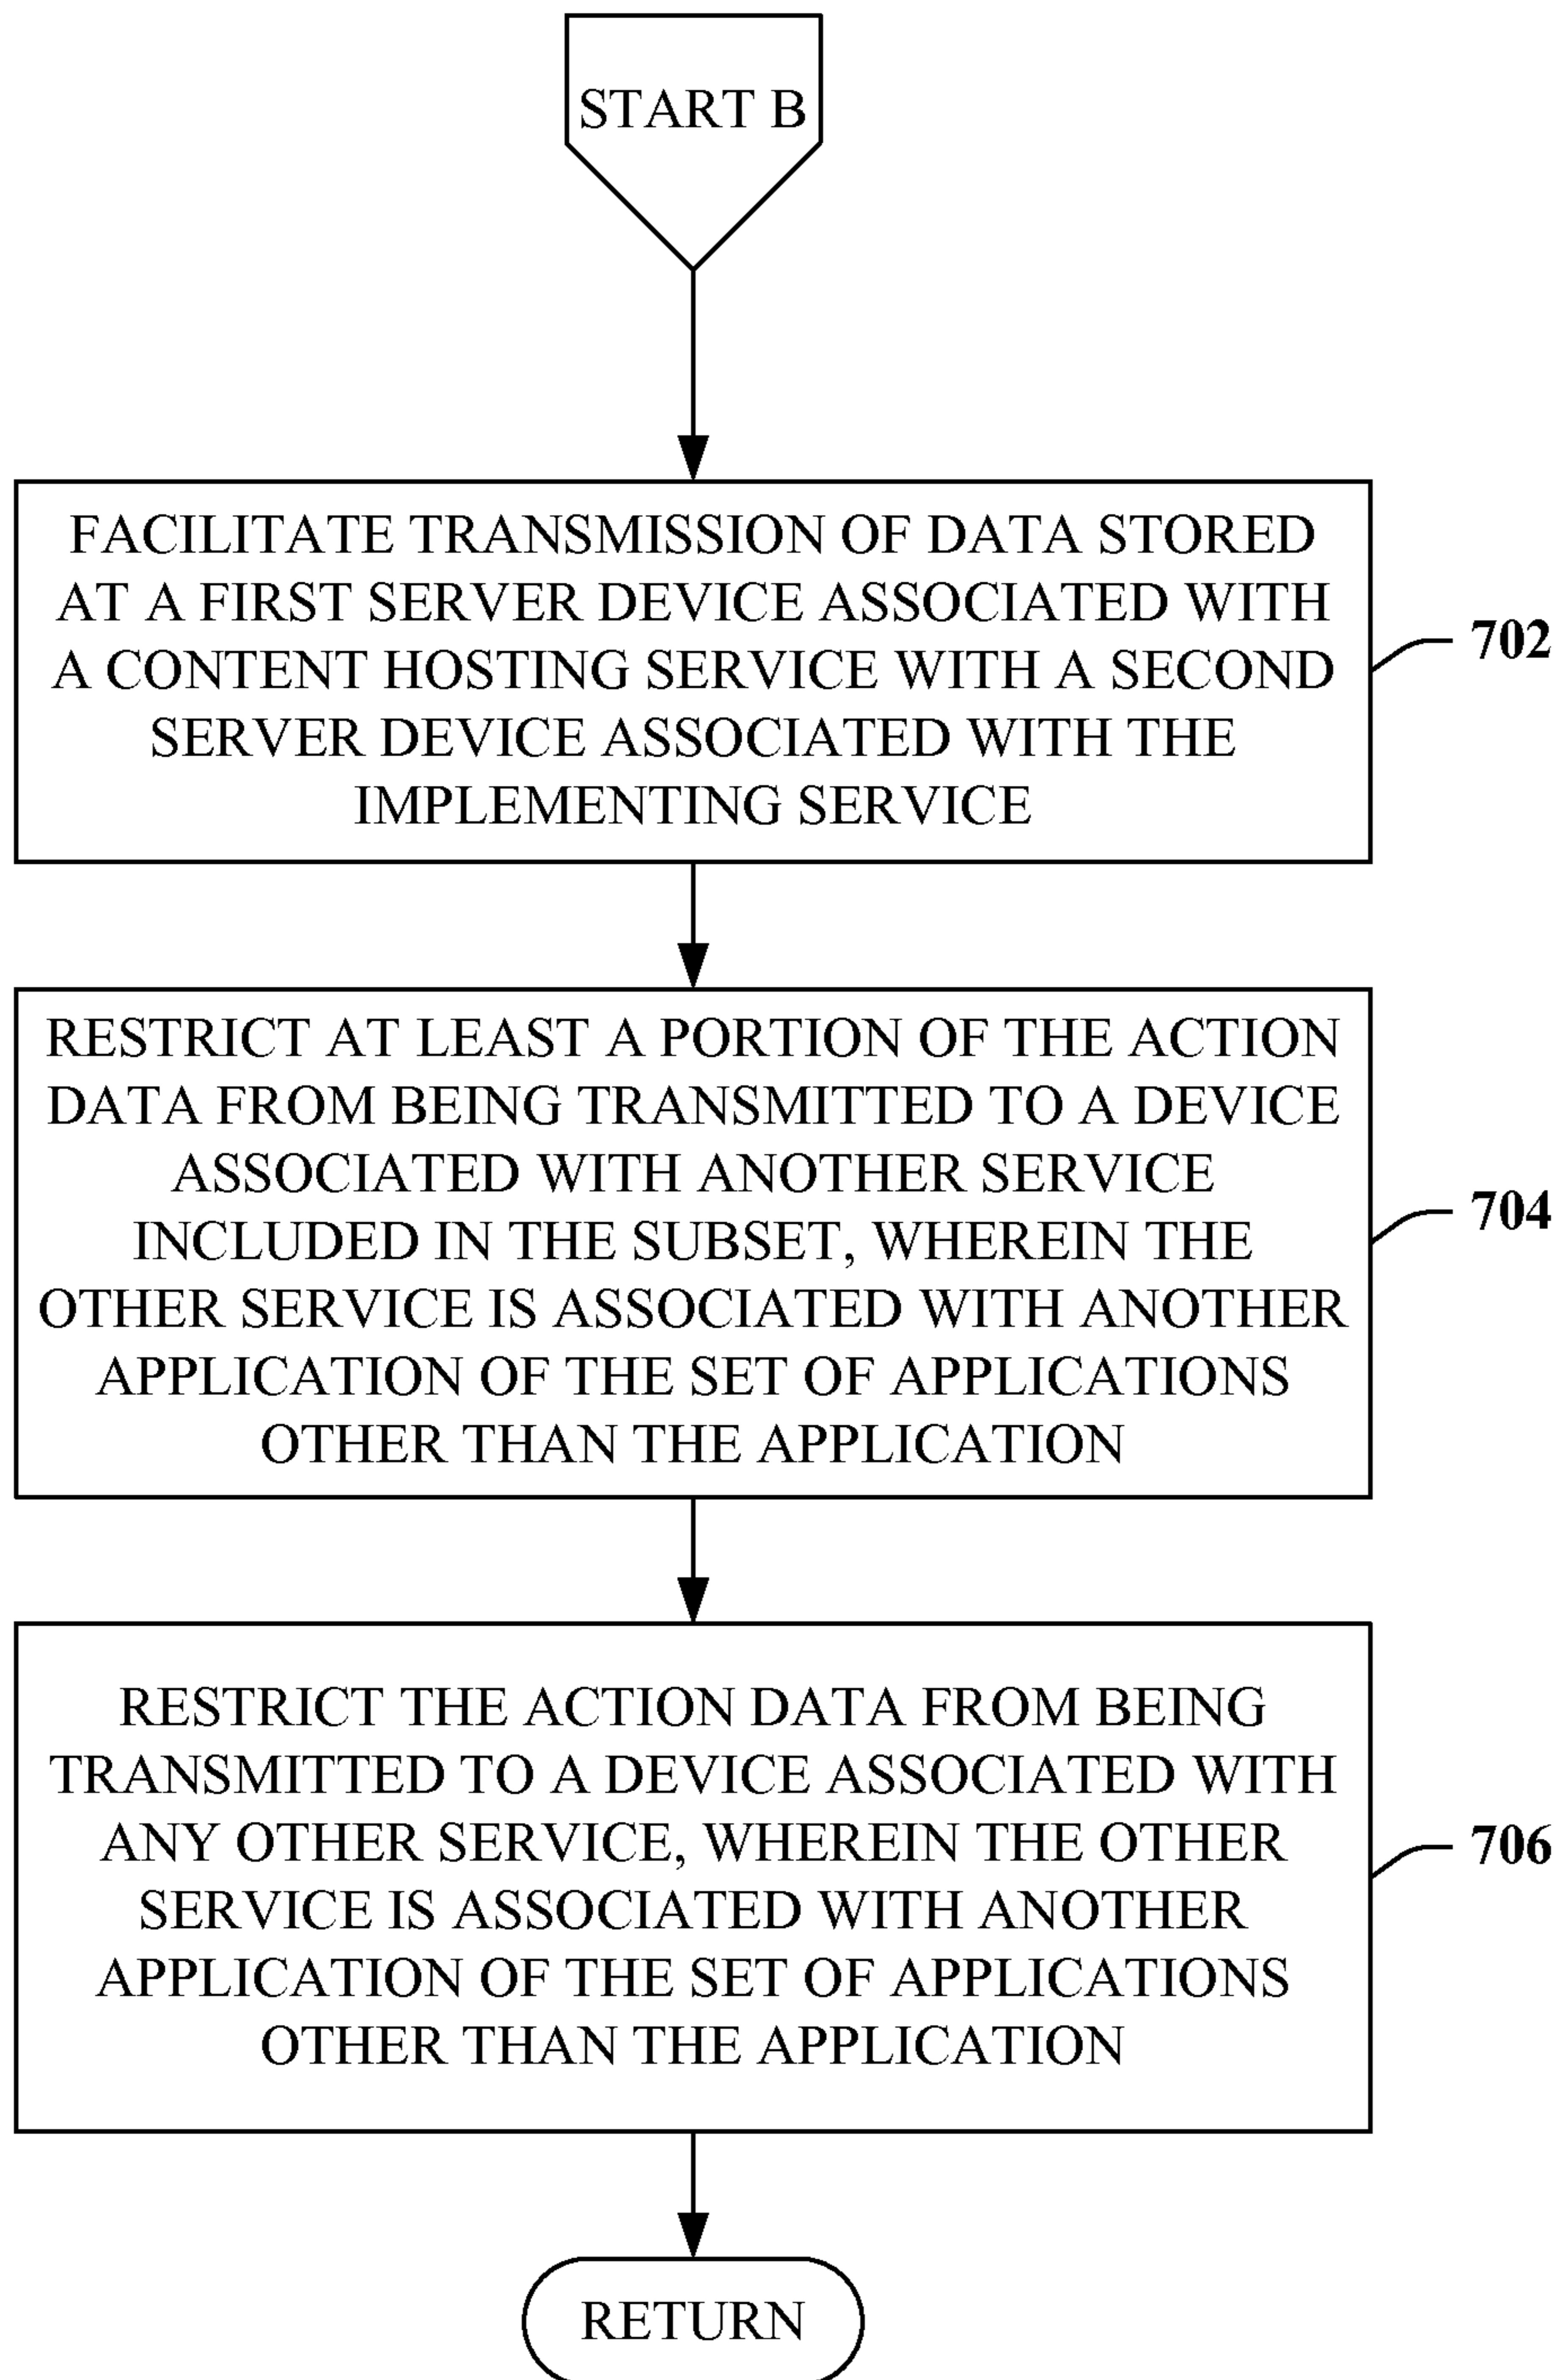 START B
FACILITATE TRANSMISSION OF DATA STORED
AT A FIRST SERVER DEVICE ASSOCIATED WITH
A CONTENT HOSTING SERVICE WITH A SECOND
SERVER DEVICE ASSOCIATED WITH THE
IMPLEMENTING SERVICE
702
RESTRICT AT LEAST A PORTION OF THE ACTION
DATA FROM BEING TRANSMITTED TO A DEVICE
ASSOCIATED WITH ANOTHER SERVICE
INCLUDED IN THE SUBSET, WHEREIN THE
OTHER SERVICE IS ASSOCIATED WITH ANOTHER
APPLICATION OF THE SET OF APPLICATIONS
OTHER THAN THE APPLICATION
704
RESTRICT THE ACTION DATA FROM BEING
TRANSMITTED TO A DEVICE ASSOCIATED WITH
ANY OTHER SERVICE, WHEREIN THE OTHER
SERVICE IS ASSOCIATED WITH ANOTHER
APPLICATION OF THE SET OF APPLICATIONS
OTHER THAN THE APPLICATION
706
RETURN